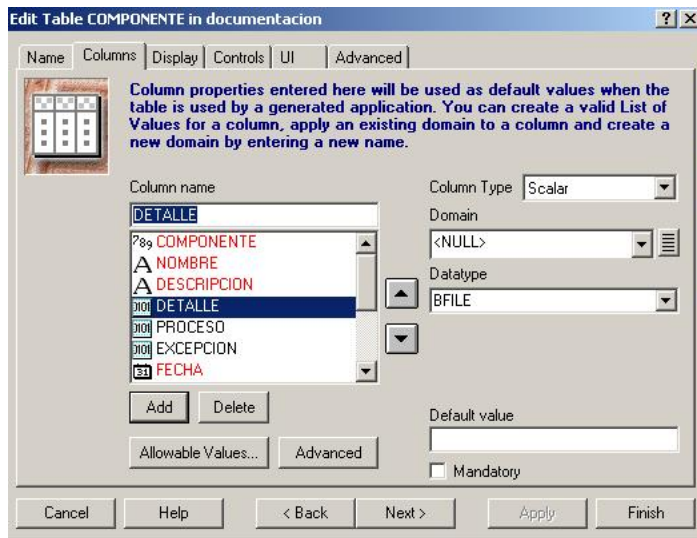 Edit Table COMPONENTE in documentacion
Name Columns Display Controls UI Advanced
Column properties entered here will be used as default values when the
table is used by a generated application. You can create a valid List of
Values for a column, apply an existing domain to a column and create a
new domain by entering a new name.
Column name
DETALLE
789 COMPONENTE
A NOMBRE
A DESCRIPCION
0101 DETALLE
0101 PROCESO
0101 EXCEPCION
31 FECHA
Add Delete
Allowable Values... Advanced
Column Type Scalar
Domain
<NULL>
Datatype
BFILE
Default value
Mandatory
Cancel Help < Back Next > Apply Finish